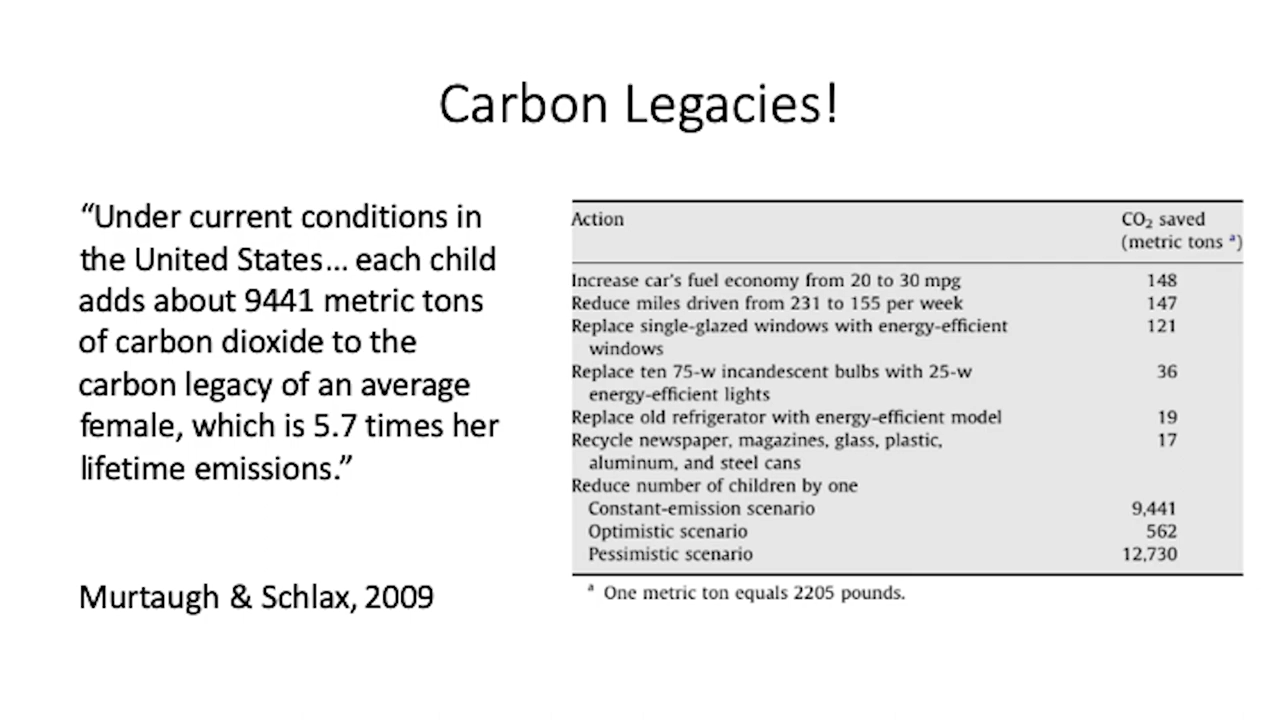 Carbon Legacies!
“Under current conditions in
the United States... each child
adds about 9441 metric tons
of carbon dioxide to the
carbon legacy of an average
female, which is 5.7 times her
lifetime emissions.”
Murtaugh & Schlax, 2009
Action CO₂ saved
(metric tons ᵃ)
Increase car's fuel economy from 20 to 30 mpg 148
Reduce miles driven from 231 to 155 per week 147
Replace single-glazed windows with energy-efficient 121
windows
Replace ten 75-w incandescent bulbs with 25-w 36
energy-efficient lights
Replace old refrigerator with energy-efficient model 19
Recycle newspaper, magazines, glass, plastic, 17
aluminum, and steel cans
Reduce number of children by one
Constant-emission scenario 9,441
Optimistic scenario 562
Pessimistic scenario 12,730
ᵃ One metric ton equals 2205 pounds.